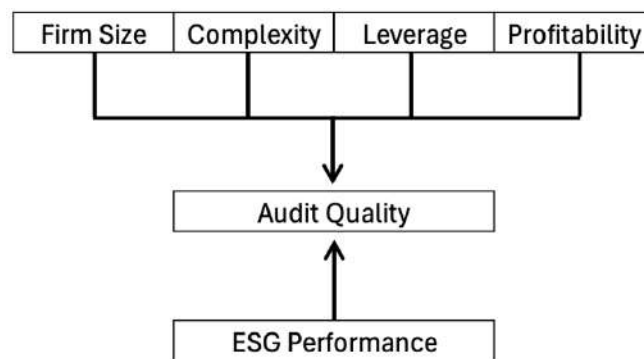 Firm Size Complexity Leverage Profitability
Audit Quality
ESG Performance